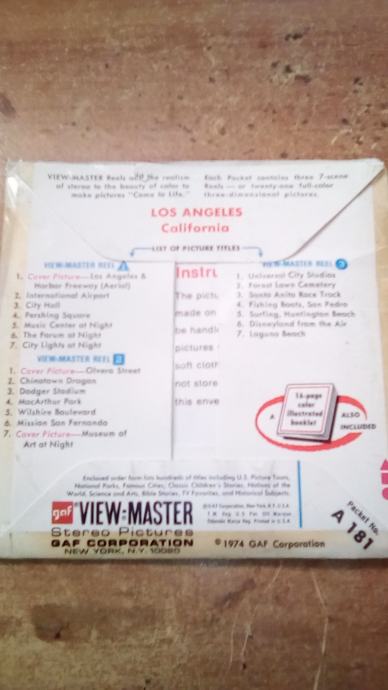 VIEW-MASTER Reels add the realism
of stereo to the beauty of color to
make pictures "Come to Life."
Each Packet contains three 7-scene
Reels — or twenty-one full-color
three-dimensional pictures.
LOS ANGELES
California
LIST OF PICTURE TITLES
VIEW-MASTER REEL 1
1. Cover Picture—Los Angeles &
Harbor Freeway (Aerial)
2. International Airport
3. City Hall
4. Pershing Square
5. Music Center at Night
6. The Forum at Night
7. City Lights at Night
VIEW-MASTER REEL 2
1. Cover Picture—Olvera Street
2. Chinatown Dragon
3. Dodger Stadium
4. MacArthur Park
5. Wilshire Boulevard
6. Mission San Fernando
7. Cover Picture—Museum of
Art at Night
Instru
The pictu
made on
be handl
pictures
soft cloth
not store
this enve
VIEW-MASTER REEL 3
1. Universal City Studios
2. Forest Lawn Cemetery
3. Santa Anita Race Track
4. Fishing Boats, San Pedro
5. Surfing, Huntington Beach
6. Disneyland from the Air
7. Laguna Beach
A
16-page
color
illustrated
booklet
ALSO
INCLUDED
Enclosed order form lists hundreds of titles including U.S. Picture Tours,
National Parks, Famous Cities, Classic Children's Stories, Nations of the
World, Science and Arts, Bible Stories, TV Favorites, and Historical Subjects.
gaf VIEW-MASTER
Stereo Pictures
GAF CORPORATION
NEW YORK, N.Y. 10020
© GAF Corporation, New York, N.Y. U.S.A.
Printed in U.S.A.
© 1974 GAF Corporation
Packet No.
A 181